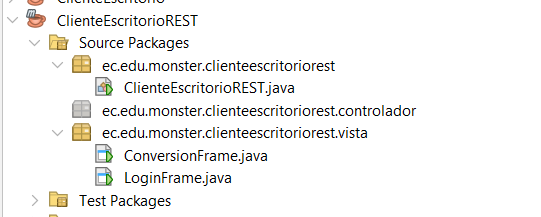 ClienteEscritorio
ClienteEscritorioREST
Source Packages
ec.edu.monster.clienteescritoriorest
ClienteEscritorioREST.java
ec.edu.monster.clienteescritoriorest.controlador
ec.edu.monster.clienteescritoriorest.vista
ConversionFrame.java
LoginFrame.java
Test Packages